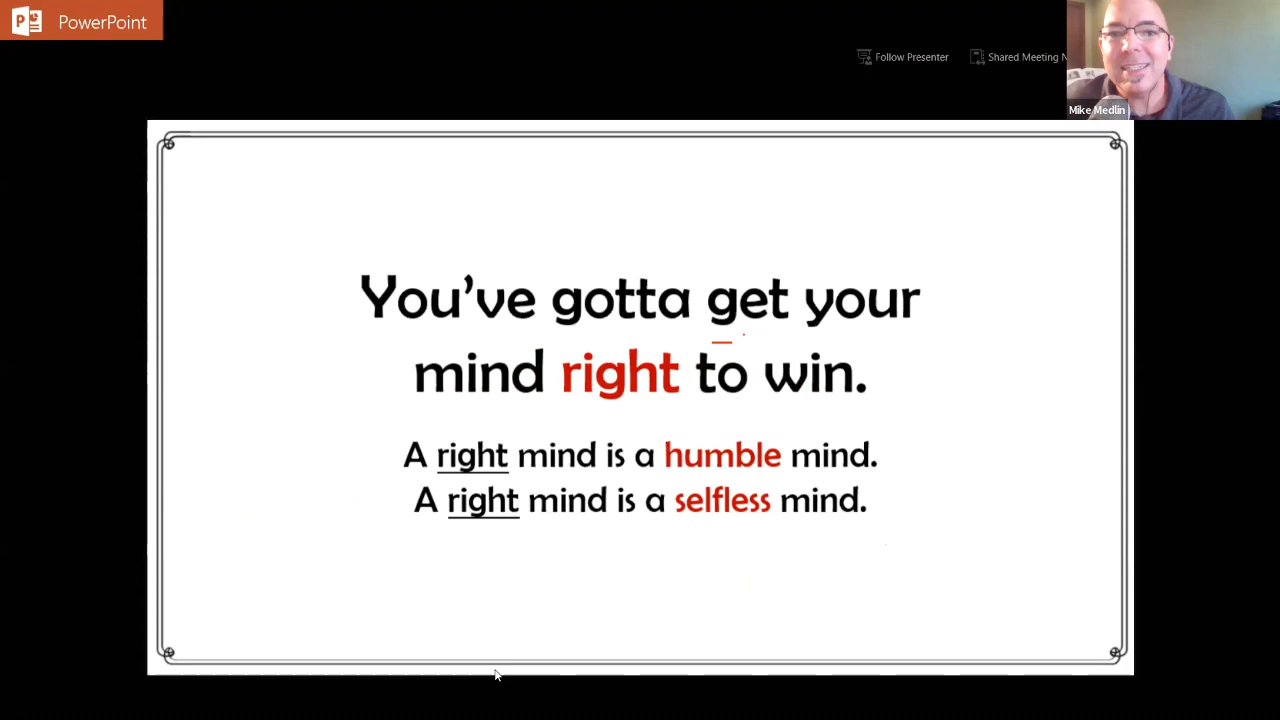 PowerPoint
Follow Presenter
Shared Meeting N
Mike Medlin
You've gotta get your
mind right to win.
A right mind is a humble mind.
A right mind is a selfless mind.